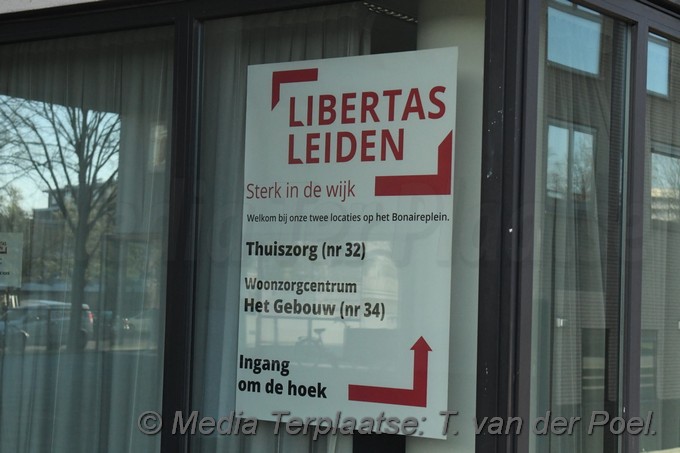 LIBERTAS
LEIDEN
Sterk in de wijk
Welkom bij onze twee locaties op het Bonaireplein.
Thuiszorg (nr 32)
Woonzorgcentrum
Het Gebouw (nr 34)
Ingang
om de hoek
© Media Terplaatse: T. van der Poel.